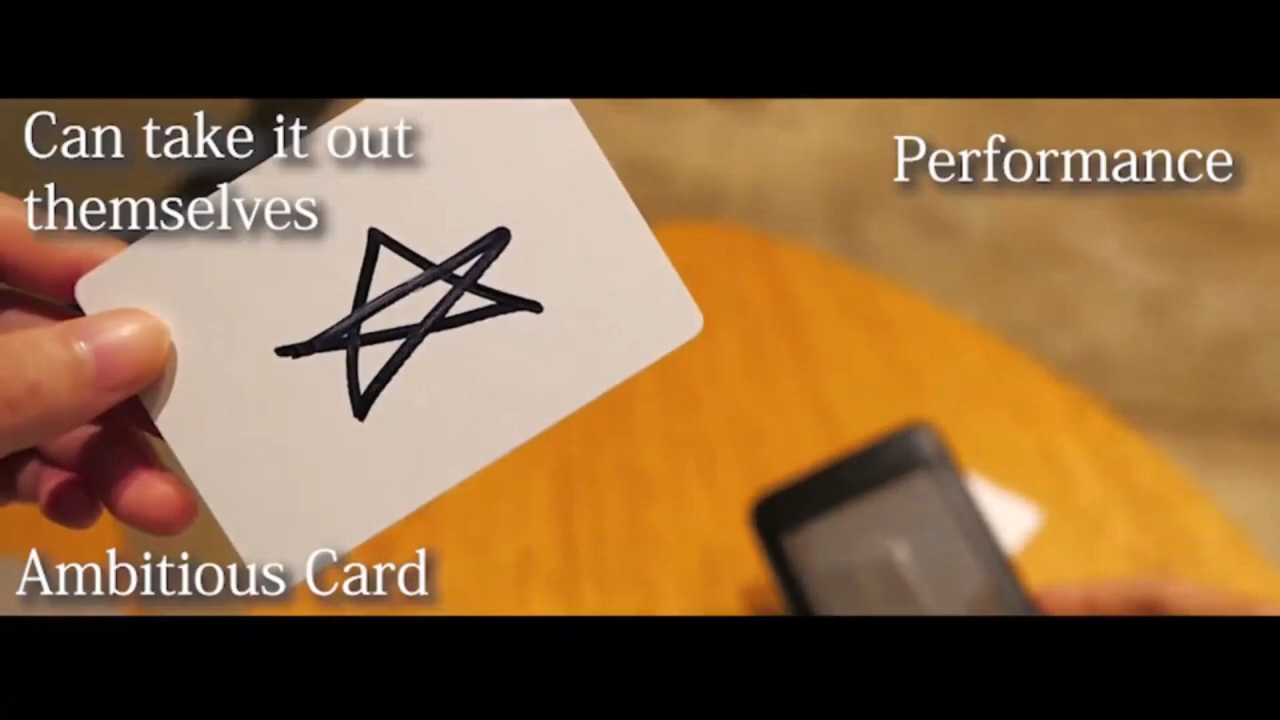 Can take it out
themselves
Performance
Ambitious Card